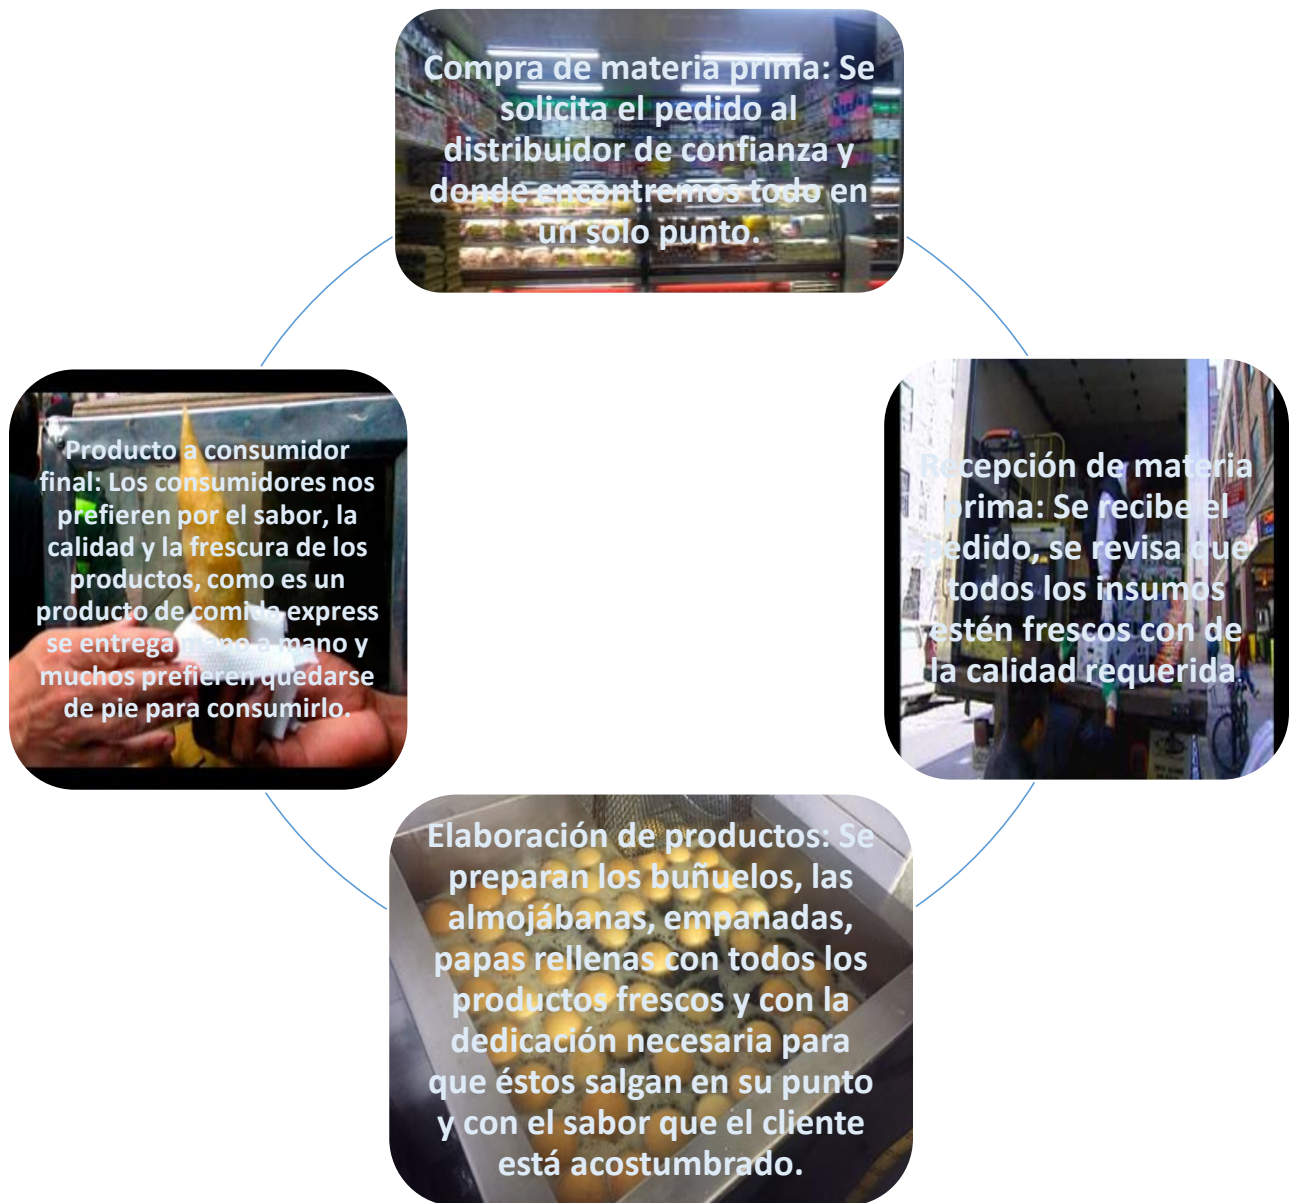 Compra de materia prima: Se
solicita el pedido al
distribuidor de confianza y
donde encontremos todo en
un solo punto.
Recepción de materia
prima: Se recibe el
pedido, se revisa que
todos los insumos
estén frescos con de
la calidad requerida.
Elaboración de productos: Se
preparan los buñuelos, las
almojábanas, empanadas,
papas rellenas con todos los
productos frescos y con la
dedicación necesaria para
que éstos salgan en su punto
y con el sabor que el cliente
está acostumbrado.
Producto a consumidor
final: Los consumidores nos
prefieren por el sabor, la
calidad y la frescura de los
productos, como es un
producto de comida express
se entrega mano a mano y
muchos prefieren quedarse
de pie para consumirlo.